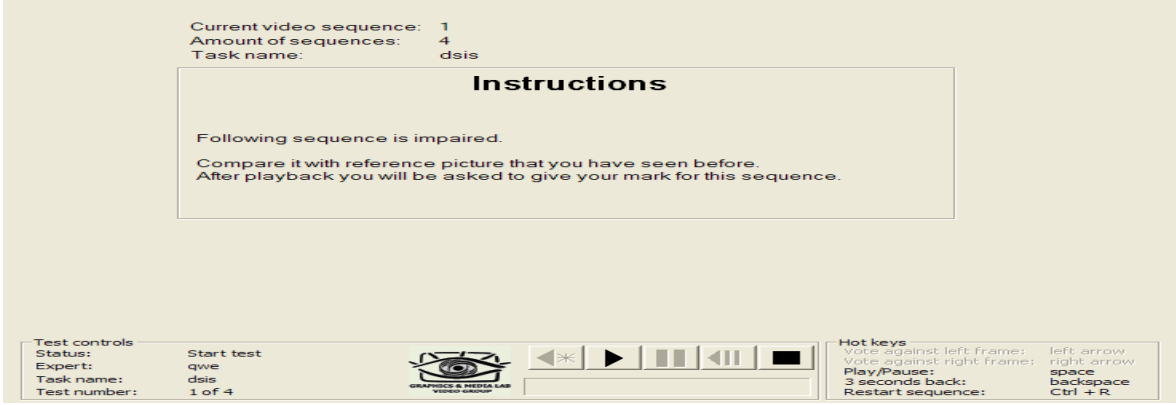 Current video sequence: 1
Amount of sequences: 4
Task name: dsis
Instructions
Following sequence is impaired.
Compare it with reference picture that you have seen before.
After playback you will be asked to give your mark for this sequence.
Test controls
Status: Start test
Expert: qwe
Task name: dsis
Test number: 1 of 4
GRAPHICS & MEDIA LAB
VIDEO GROUP
Hot keys
Vote against left frame: left arrow
Vote against right frame: right arrow
Play/Pause: space
3 seconds back: backspace
Restart sequence: Ctrl + R